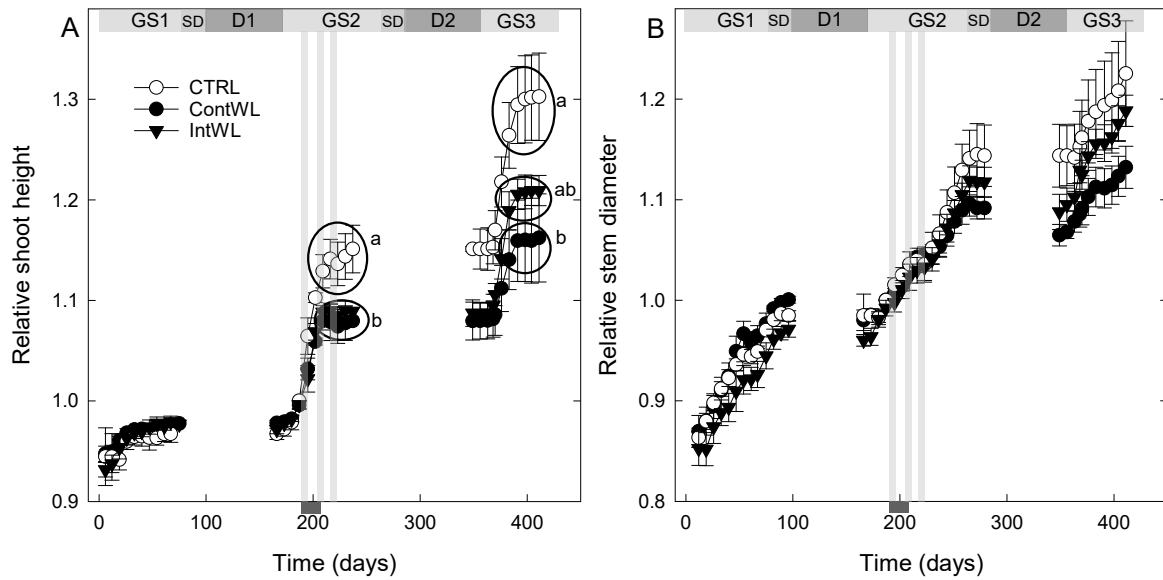 A
GS1 SD D1 GS2 SD D2 GS3
CTRL
ContWL
IntWL
a
b
a
ab
b
1.3
1.2
1.1
1.0
0.9
Relative shoot height
0 100 200 300 400
Time (days)
B
GS1 SD D1 GS2 SD D2 GS3
1.2
1.1
1.0
0.9
0.8
Relative stem diameter
0 100 200 300 400
Time (days)